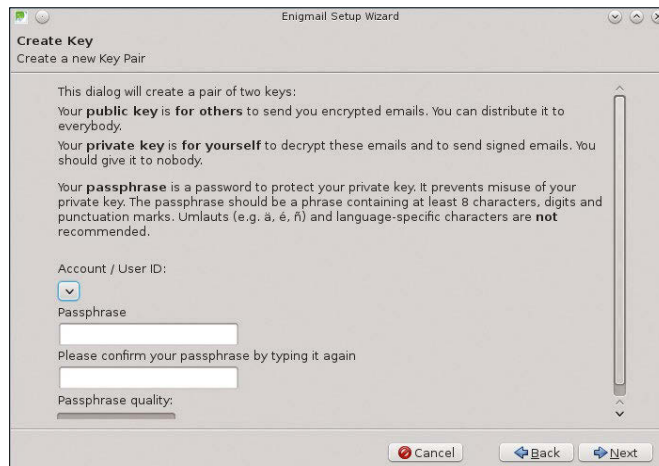 Enigmail Setup Wizard
Create Key
Create a new Key Pair
This dialog will create a pair of two keys:
Your public key is for others to send you encrypted emails. You can distribute it to
everybody.
Your private key is for yourself to decrypt these emails and to send signed emails. You
should give it to nobody.
Your passphrase is a password to protect your private key. It prevents misuse of your
private key. The passphrase should be a phrase containing at least 8 characters, digits and
punctuation marks. Umlauts (e.g. ä, é, ñ) and language-specific characters are not
recommended.
Account / User ID:
Passphrase
Please confirm your passphrase by typing it again
Passphrase quality:
Cancel
Back
Next